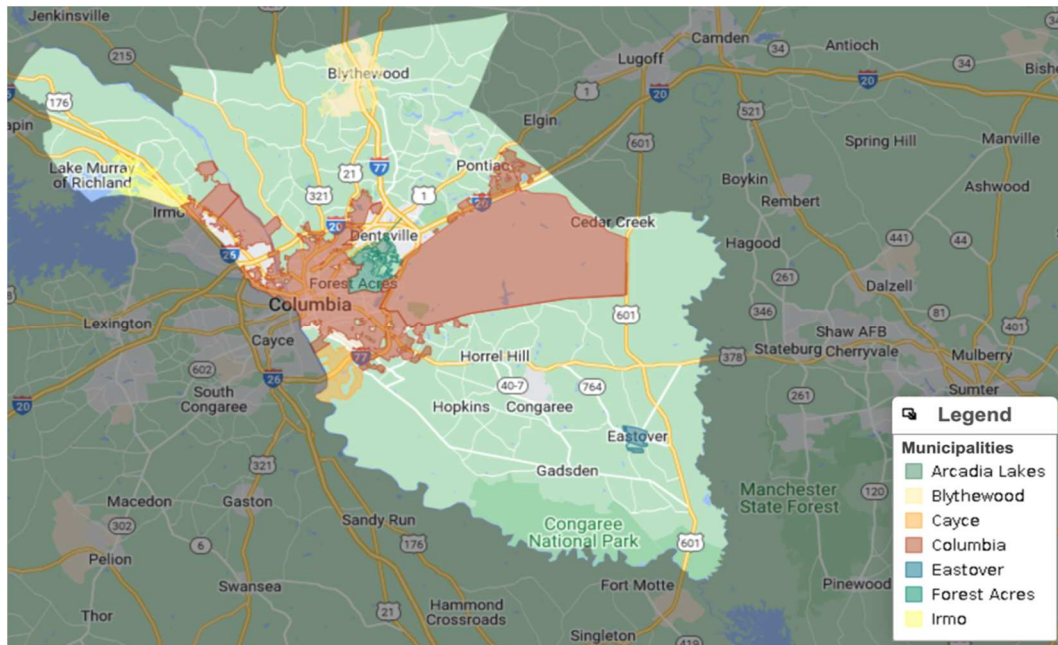 Jenkinsville
215
176
apin
Blythewood
Camden
Lugoff
34
Antioch
34
34
Bishe
20
1
20
Elgin
521
Spring Hill
Manville
601
21
77
Pontiac
Lake Murray
of Richland
1
321
Boykin
Rembert
Ashwood
Irmo
20
20
Cedar Creek
Dentsville
26
Hagood
441
44
261
Forest Acres
Dalzell
Columbia
601
346
81
Lexington
Cayce
Shaw AFB
401
Stateburg
Cherryvale
Mulberry
77
Horrel Hill
378
602
26
40-7
764
Sumter
20
South
Congaree
Hopkins
Congaree
261
Eastover
321
Gadsden
Macedon
Gaston
Manchester
State Forest
120
302
Sandy Run
Congaree
National Park
Pelion
6
176
601
Swansea
Fort Motte
Pinewood
Thor
21
Hammond
Crossroads
Singleton
419
Legend
Municipalities
Arcadia Lakes
Blythewood
Cayce
Columbia
Eastover
Forest Acres
Irmo